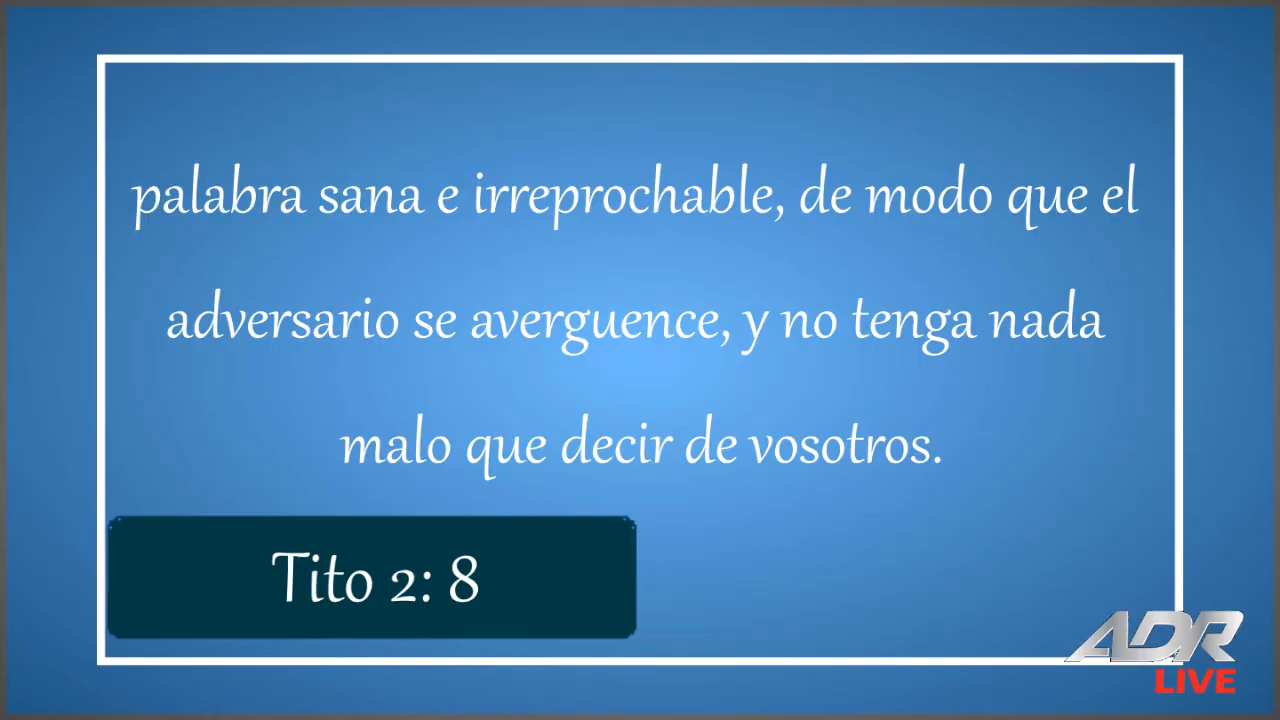 palabra sana e irreprochable, de modo que el
adversario se averguence, y no tenga nada
malo que decir de vosotros.
Tito 2: 8
ADR
LIVE